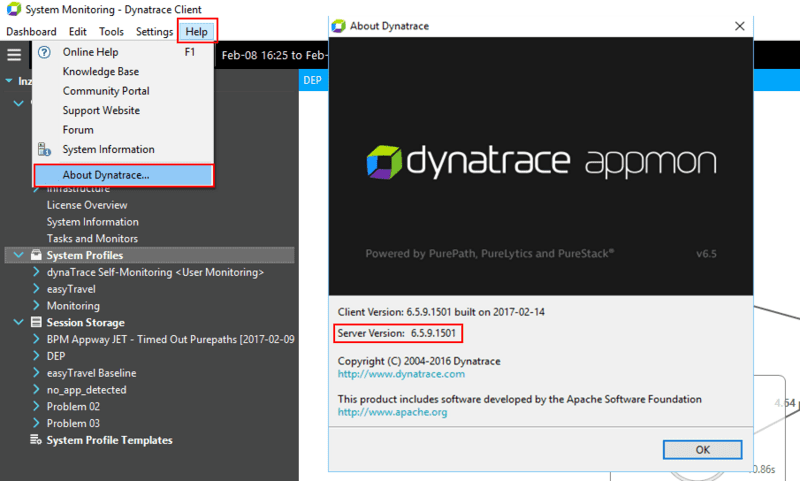 System Monitoring - Dynatrace Client
Dashboard Edit Tools Settings Help
Feb-08 16:25 to Feb-
Online Help F1
Knowledge Base
Community Portal
Support Website
Forum
System Information
About Dynatrace...
Infrastructure
License Overview
System Information
Tasks and Monitors
System Profiles
dynaTrace Self-Monitoring <User Monitoring>
easyTravel
Monitoring
Session Storage
BPM Appway JET - Timed Out Purepaths [2017-02-09
DEP
easyTravel Baseline
no_app_detected
Problem 02
Problem 03
System Profile Templates
DEP
About Dynatrace
dynatrace appmon
Powered by PurePath, PureLytics and PureStack® v6.5
Client Version: 6.5.9.1501 built on 2017-02-14
Server Version: 6.5.9.1501
Copyright (C) 2004-2016 Dynatrace
http://www.dynatrace.com
This product includes software developed by the Apache Software Foundation
http://www.apache.org
OK